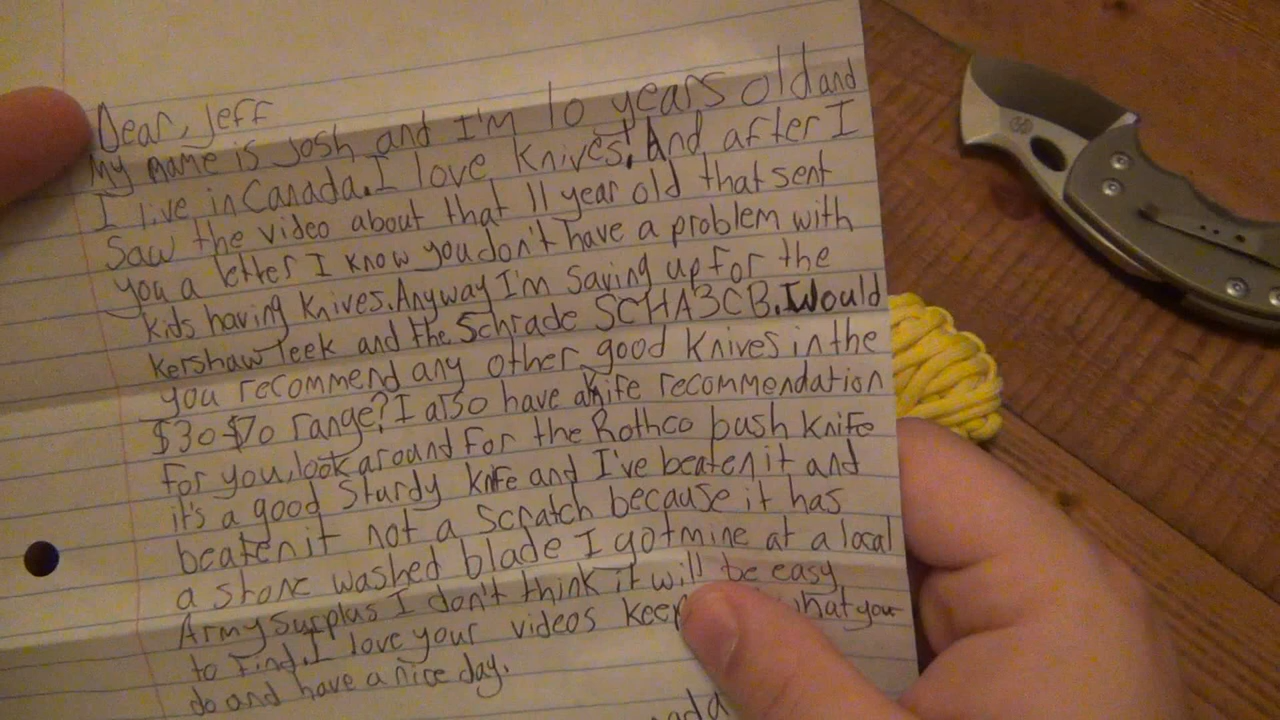 Dear, Jeff
My name is Josh and I'm 10 years old and
I live in Canada. I love knives! And after I
Saw the video about that 11 year old that sent
you a letter I know you don't have a problem with
kids having knives. Anyway I'm saving up for the
kershaw leek and the Schrade SCHA3CB. Would
you recommend any other good knives in the
$30-$70 range? I also have a knife recommendation
for you, look around for the Rothco bush knife
it's a good sturdy knife and I've beaten it and
beaten it not a scratch because it has
a stone washed blade I got mine at a local
Army Surplus I don't think it will be easy
to find. I love your videos keep what you
do and have a nice day.